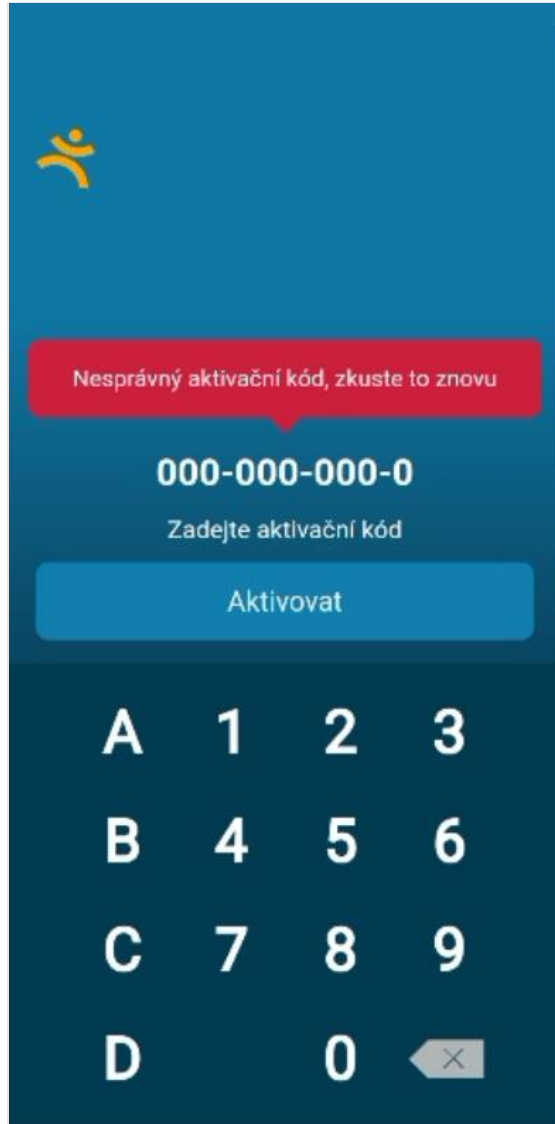 Nesprávný aktivační kód, zkuste to znovu
000-000-000-0
Zadejte aktivační kód
Aktivovat
A 1 2 3
B 4 5 6
C 7 8 9
D 0